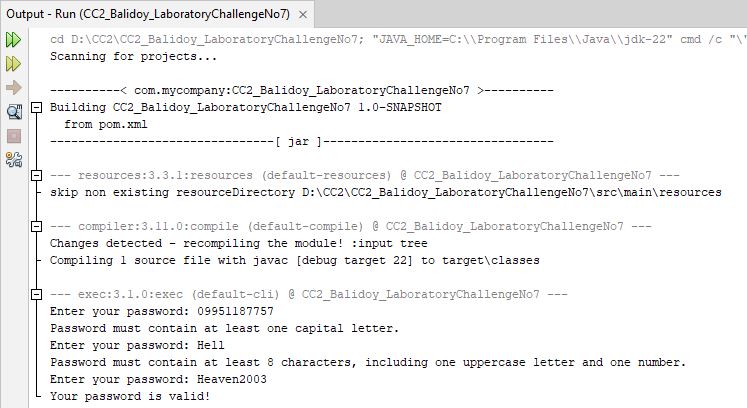 Output - Run (CC2_Balidoy_LaboratoryChallengeNo7) ×
cd D:\CC2\CC2_Balidoy_LaboratoryChallengeNo7; "JAVA_HOME=C:\\Program Files\\Java\\jdk-22" cmd /c "\"
Scanning for projects...
----------< com.mycompany:CC2_Balidoy_LaboratoryChallengeNo7 >----------
Building CC2_Balidoy_LaboratoryChallengeNo7 1.0-SNAPSHOT
from pom.xml
--------------------------------[ jar ]---------------------------------
--- resources:3.3.1:resources (default-resources) @ CC2_Balidoy_LaboratoryChallengeNo7 ---
skip non existing resourceDirectory D:\CC2\CC2_Balidoy_LaboratoryChallengeNo7\src\main\resources
--- compiler:3.11.0:compile (default-compile) @ CC2_Balidoy_LaboratoryChallengeNo7 ---
Changes detected - recompiling the module! :input tree
Compiling 1 source file with javac [debug target 22] to target\classes
--- exec:3.1.0:exec (default-cli) @ CC2_Balidoy_LaboratoryChallengeNo7 ---
Enter your password: 09951187757
Password must contain at least one capital letter.
Enter your password: Hell
Password must contain at least 8 characters, including one uppercase letter and one number.
Enter your password: Heaven2003
Your password is valid!